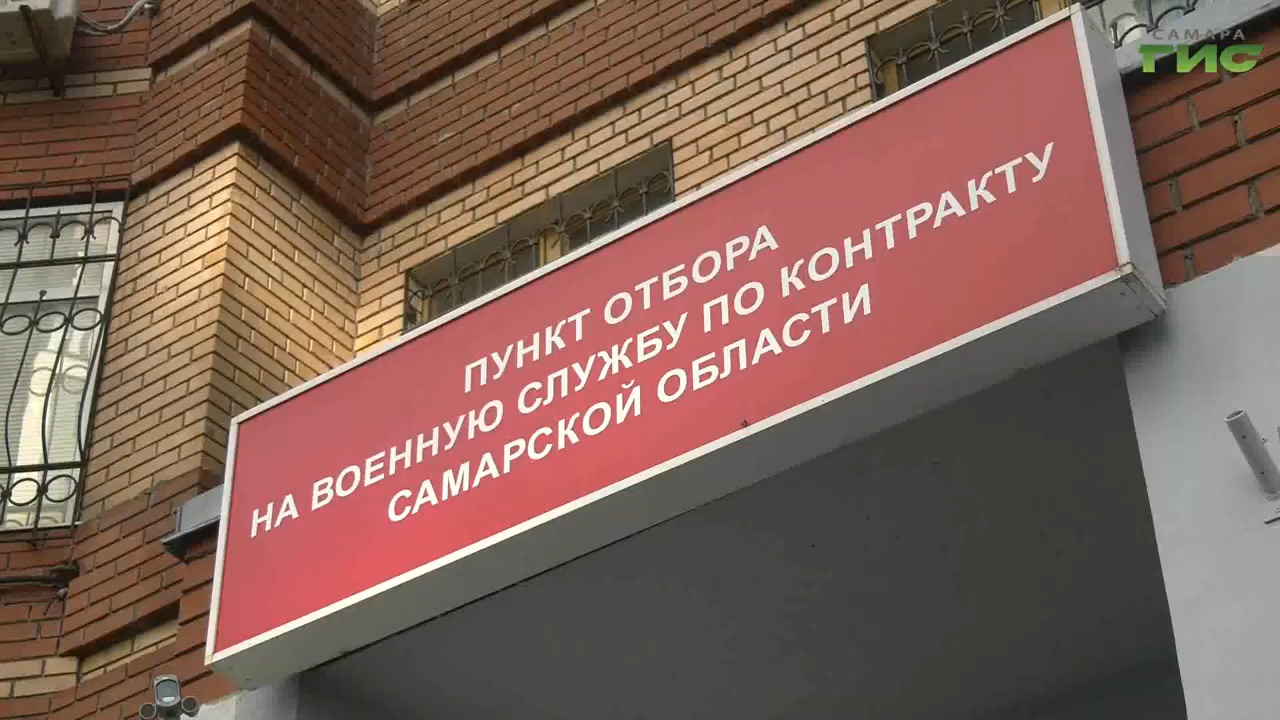 САМАРА
ГИС
ПУНКТ ОТБОРА
НА ВОЕННУЮ СЛУЖБУ ПО КОНТРАКТУ
САМАРСКОЙ ОБЛАСТИ